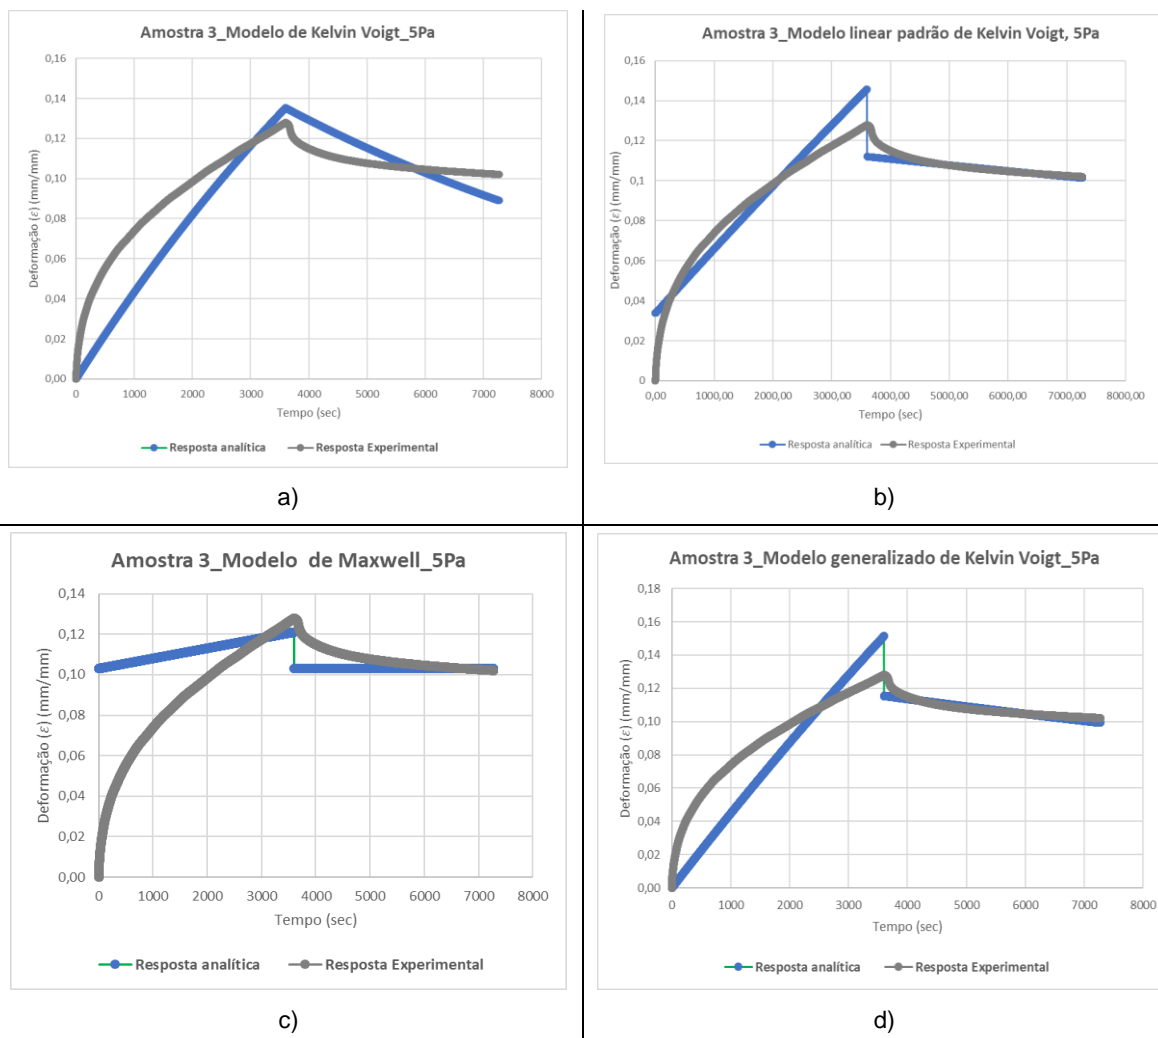 Amostra 3_Modelo de Kelvin Voigt_5Pa
0,16
0,14
0,12
0,10
0,08
0,06
0,04
0,02
0,00
Deformação (ε) (mm/mm)
0 1000 2000 3000 4000 5000 6000 7000 8000
Tempo (sec)
Resposta analítica Resposta Experimental
a)
Amostra 3_Modelo linear padrão de Kelvin Voigt, 5Pa
0,16
0,14
0,12
0,1
0,08
0,06
0,04
0,02
0
Deformação (ε) (mm/mm)
0,00 1000,00 2000,00 3000,00 4000,00 5000,00 6000,00 7000,00 8000,00
Tempo (sec)
Resposta analítica Resposta Experimental
b)
Amostra 3_Modelo de Maxwell_5Pa
0,14
0,12
0,10
0,08
0,06
0,04
0,02
0,00
Deformação (ε) (mm/mm)
0 1000 2000 3000 4000 5000 6000 7000 8000
Tempo (sec)
Resposta analítica Resposta Experimental
c)
Amostra 3_Modelo generalizado de Kelvin Voigt_5Pa
0,18
0,16
0,14
0,12
0,10
0,08
0,06
0,04
0,02
0,00
Deformação (ε) (mm/mm)
0 1000 2000 3000 4000 5000 6000 7000 8000
Tempo (sec)
Resposta analítica Resposta Experimental
d)